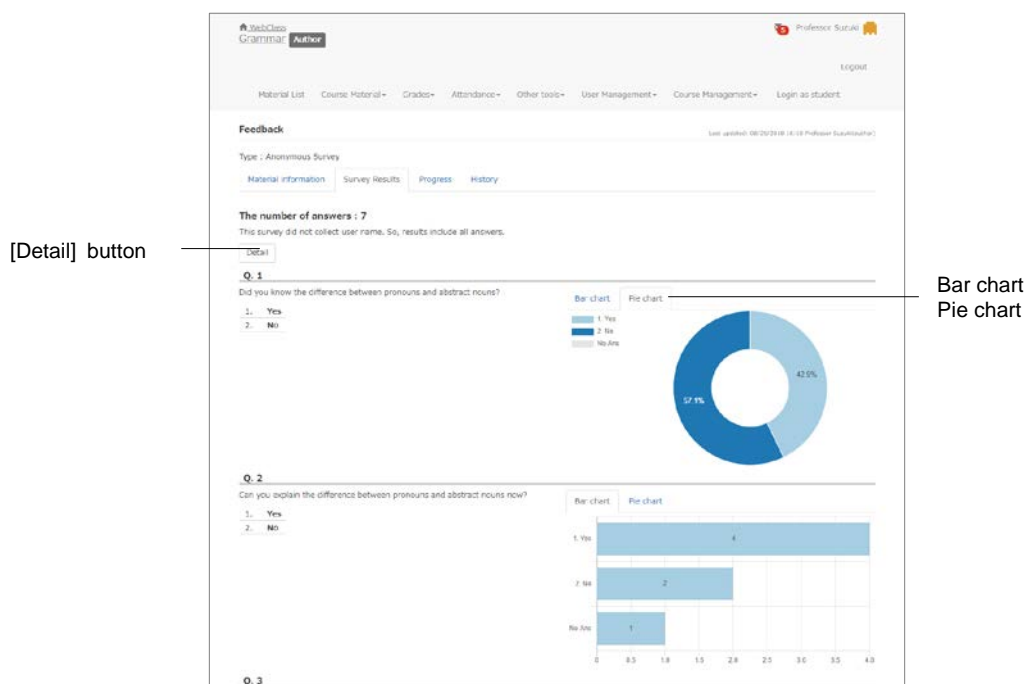 WebClass
Grammar Author
5 Professor Suzuki
Logout
Material List Course Material Grades Attendance Other tools User Management Course Management Login as student
Feedback
Type : Anonymous Survey
Material Information Survey Results Progress History
The number of answers : 7
This survey did not collect user name. So, results include all answers.
[Detail] button
Detail
Q. 1
Did you know the difference between pronouns and abstract nouns?
1. Yes
2. No
Bar chart Pie chart
Bar chart
Pie chart
1. Yes
2. No
No Ans
42.9%
57.1%
Q. 2
Can you explain the difference between pronouns and abstract nouns now?
1. Yes
2. No
Bar chart Pie chart
1. Yes 4
2. No 2
No Ans 1
0 0.5 1.0 1.5 2.0 2.5 3.0 3.5 4.0
Q. 3